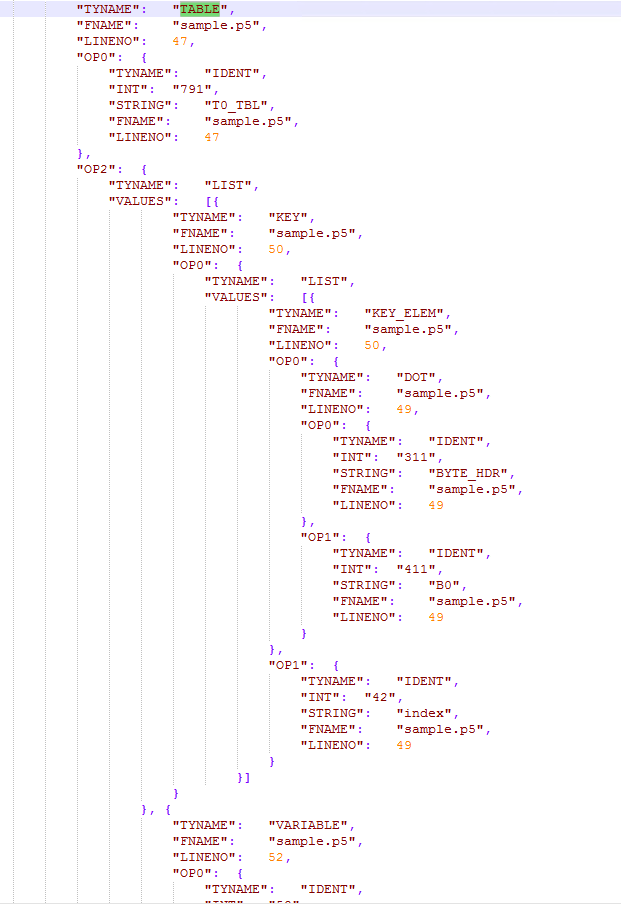 "TYNAME": "TABLE",
"FNAME": "sample.p5",
"LINENO": 47,
"OP0": {
"TYNAME": "IDENT",
"INT": "791",
"STRING": "T0_TBL",
"FNAME": "sample.p5",
"LINENO": 47
},
"OP2": {
"TYNAME": "LIST",
"VALUES": [{
"TYNAME": "KEY",
"FNAME": "sample.p5",
"LINENO": 50,
"OP0": {
"TYNAME": "LIST",
"VALUES": [{
"TYNAME": "KEY_ELEM",
"FNAME": "sample.p5",
"LINENO": 50,
"OP0": {
"TYNAME": "DOT",
"FNAME": "sample.p5",
"LINENO": 49,
"OP0": {
"TYNAME": "IDENT",
"INT": "311",
"STRING": "BYTE_HDR",
"FNAME": "sample.p5",
"LINENO": 49
},
"OP1": {
"TYNAME": "IDENT",
"INT": "411",
"STRING": "B0",
"FNAME": "sample.p5",
"LINENO": 49
}
},
"OP1": {
"TYNAME": "IDENT",
"INT": "42",
"STRING": "index",
"FNAME": "sample.p5",
"LINENO": 49
}
}]
}
}, {
"TYNAME": "VARIABLE",
"FNAME": "sample.p5",
"LINENO": 52,
"OP0": {
"TYNAME": "IDENT",